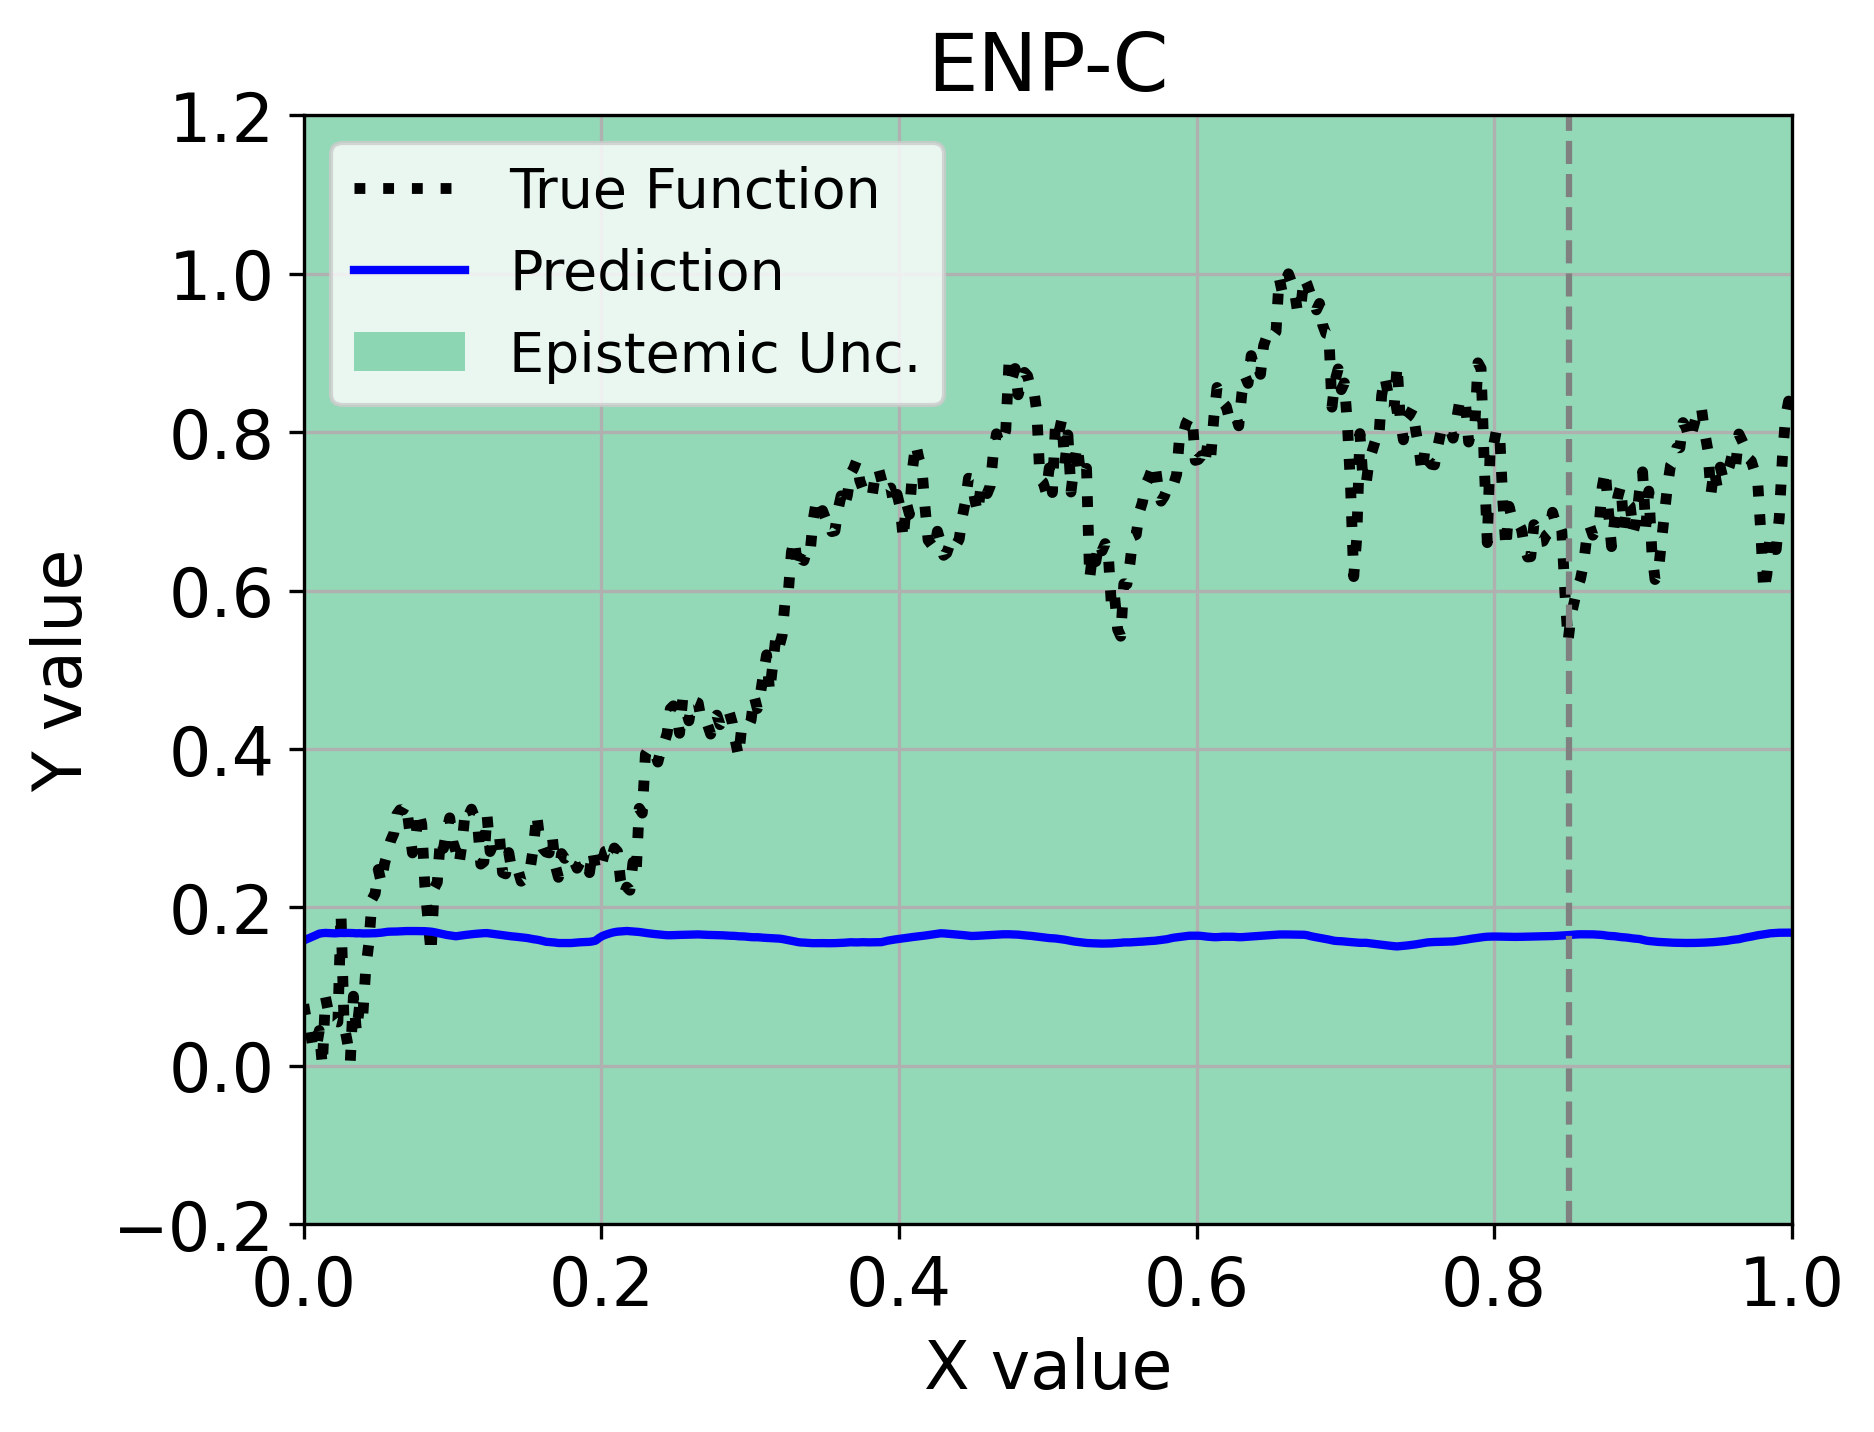 ENP-C
1.2
1.0
0.8
0.6
0.4
0.2
0.0
−0.2
Y value
True Function
Prediction
Epistemic Unc.
0.0 0.2 0.4 0.6 0.8 1.0
X value